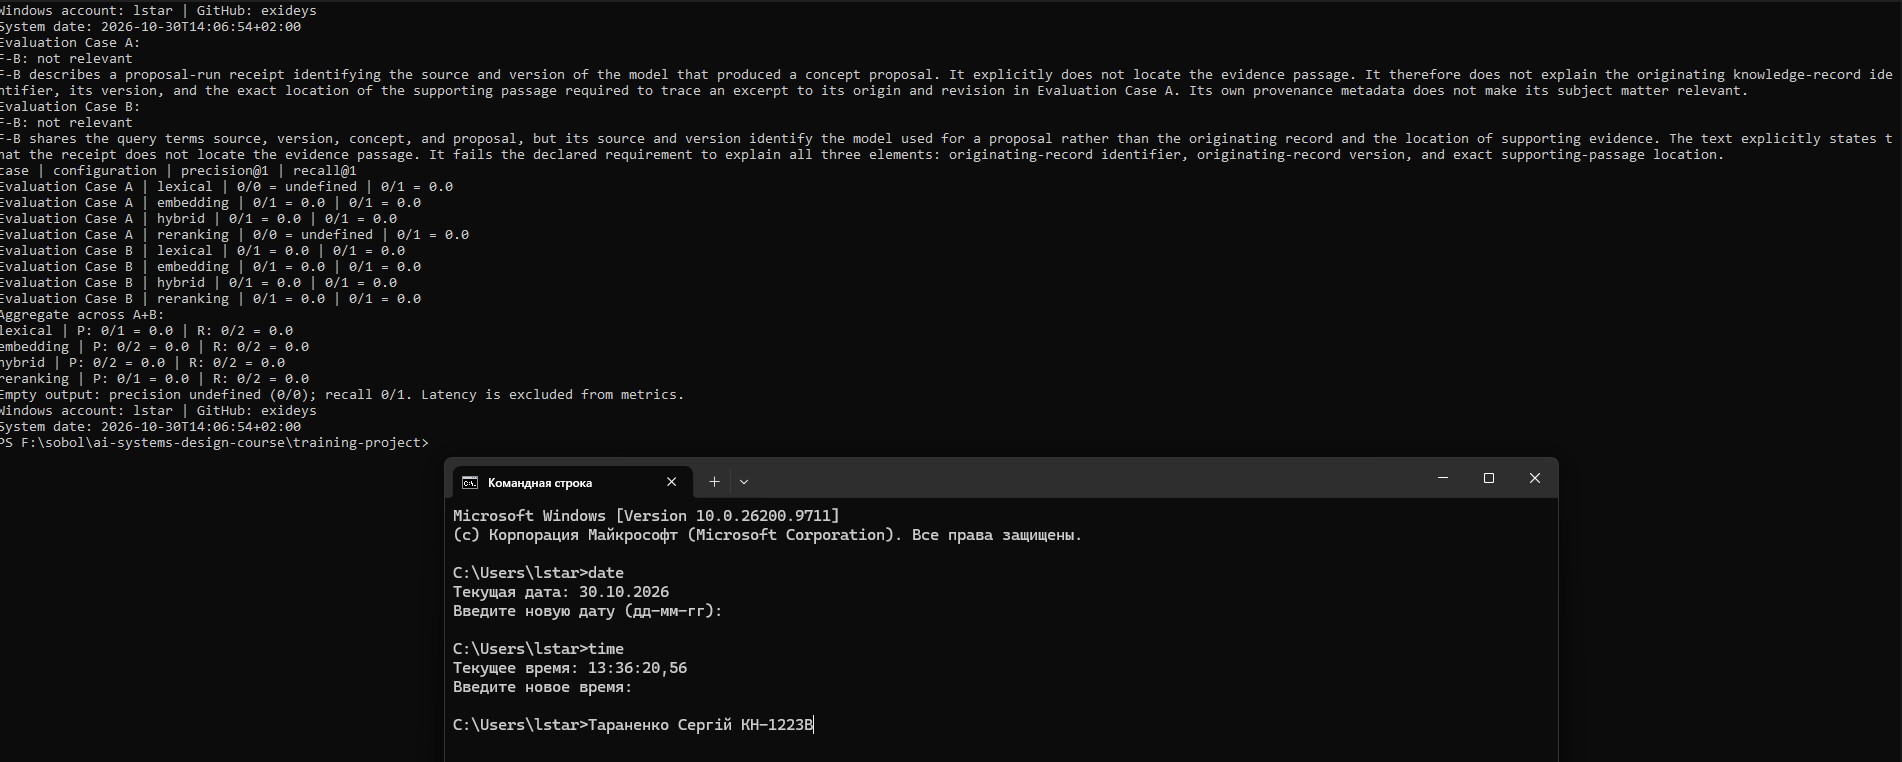 Windows account: lstar | GitHub: exideys
System date: 2026-10-30T14:06:54+02:00
Evaluation Case A:
F-B: not relevant
F-B describes a proposal-run receipt identifying the source and version of the model that produced a concept proposal. It explicitly does not locate the evidence passage. It therefore does not explain the originating knowledge-record ide
ntifier, its version, and the exact location of the supporting passage required to trace an excerpt to its origin and revision in Evaluation Case A. Its own provenance metadata does not make its subject matter relevant.
Evaluation Case B:
F-B: not relevant
F-B shares the query terms source, version, concept, and proposal, but its source and version identify the model used for a proposal rather than the originating record and the location of supporting evidence. The text explicitly states t
hat the receipt does not locate the evidence passage. It fails the declared requirement to explain all three elements: originating-record identifier, originating-record version, and exact supporting-passage location.
case | configuration | precision@1 | recall@1
Evaluation Case A | lexical | 0/0 = undefined | 0/1 = 0.0
Evaluation Case A | embedding | 0/1 = 0.0 | 0/1 = 0.0
Evaluation Case A | hybrid | 0/1 = 0.0 | 0/1 = 0.0
Evaluation Case A | reranking | 0/0 = undefined | 0/1 = 0.0
Evaluation Case B | lexical | 0/1 = 0.0 | 0/1 = 0.0
Evaluation Case B | embedding | 0/1 = 0.0 | 0/1 = 0.0
Evaluation Case B | hybrid | 0/1 = 0.0 | 0/1 = 0.0
Evaluation Case B | reranking | 0/1 = 0.0 | 0/1 = 0.0
Aggregate across A+B:
lexical | P: 0/1 = 0.0 | R: 0/2 = 0.0
embedding | P: 0/2 = 0.0 | R: 0/2 = 0.0
hybrid | P: 0/2 = 0.0 | R: 0/2 = 0.0
reranking | P: 0/1 = 0.0 | R: 0/2 = 0.0
Empty output: precision undefined (0/0); recall 0/1. Latency is excluded from metrics.
Windows account: lstar | GitHub: exideys
System date: 2026-10-30T14:06:54+02:00
PS F:\sobol\ai-systems-design-course\training-project>
Командная строка
Microsoft Windows [Version 10.0.26200.9711]
(c) Корпорация Майкрософт (Microsoft Corporation). Все права защищены.
C:\Users\lstar>date
Текущая дата: 30.10.2026
Введите новую дату (дд-мм-гг):
C:\Users\lstar>time
Текущее время: 13:36:20,56
Введите новое время:
C:\Users\lstar>Тараненко Сергій КН-1223В